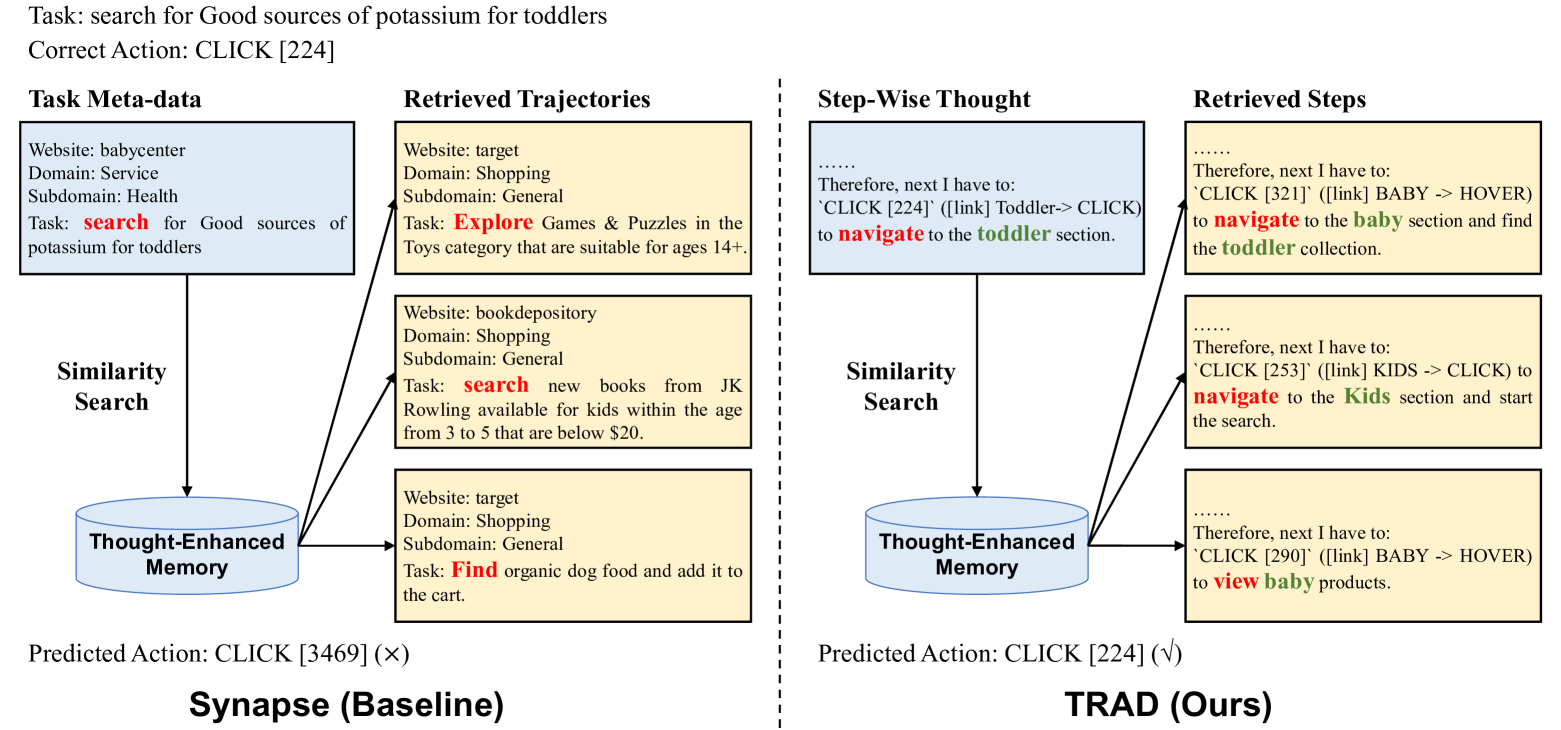 Task: search for Good sources of potassium for toddlers
Correct Action: CLICK [224]
Task Meta-data
Website: babycenter
Domain: Service
Subdomain: Health
Task: search for Good sources of
potassium for toddlers
Similarity
Search
Thought-Enhanced
Memory
Retrieved Trajectories
Website: target
Domain: Shopping
Subdomain: General
Task: Explore Games & Puzzles in the
Toys category that are suitable for ages 14+.
Website: bookdepository
Domain: Shopping
Subdomain: General
Task: search new books from JK
Rowling available for kids within the age
from 3 to 5 that are below $20.
Website: target
Domain: Shopping
Subdomain: General
Task: Find organic dog food and add it to
the cart.
Predicted Action: CLICK [3469] (×)
Synapse (Baseline)
Step-Wise Thought
……
Therefore, next I have to:
`CLICK [224]` ([link] Toddler-> CLICK)
to navigate to the toddler section.
Similarity
Search
Thought-Enhanced
Memory
Retrieved Steps
……
Therefore, next I have to:
`CLICK [321]` ([link] BABY -> HOVER)
to navigate to the baby section and find
the toddler collection.
……
Therefore, next I have to:
`CLICK [253]` ([link] KIDS -> CLICK) to
navigate to the Kids section and start
the search.
……
Therefore, next I have to:
`CLICK [290]` ([link] BABY -> HOVER)
to view baby products.
Predicted Action: CLICK [224] (√)
TRAD (Ours)